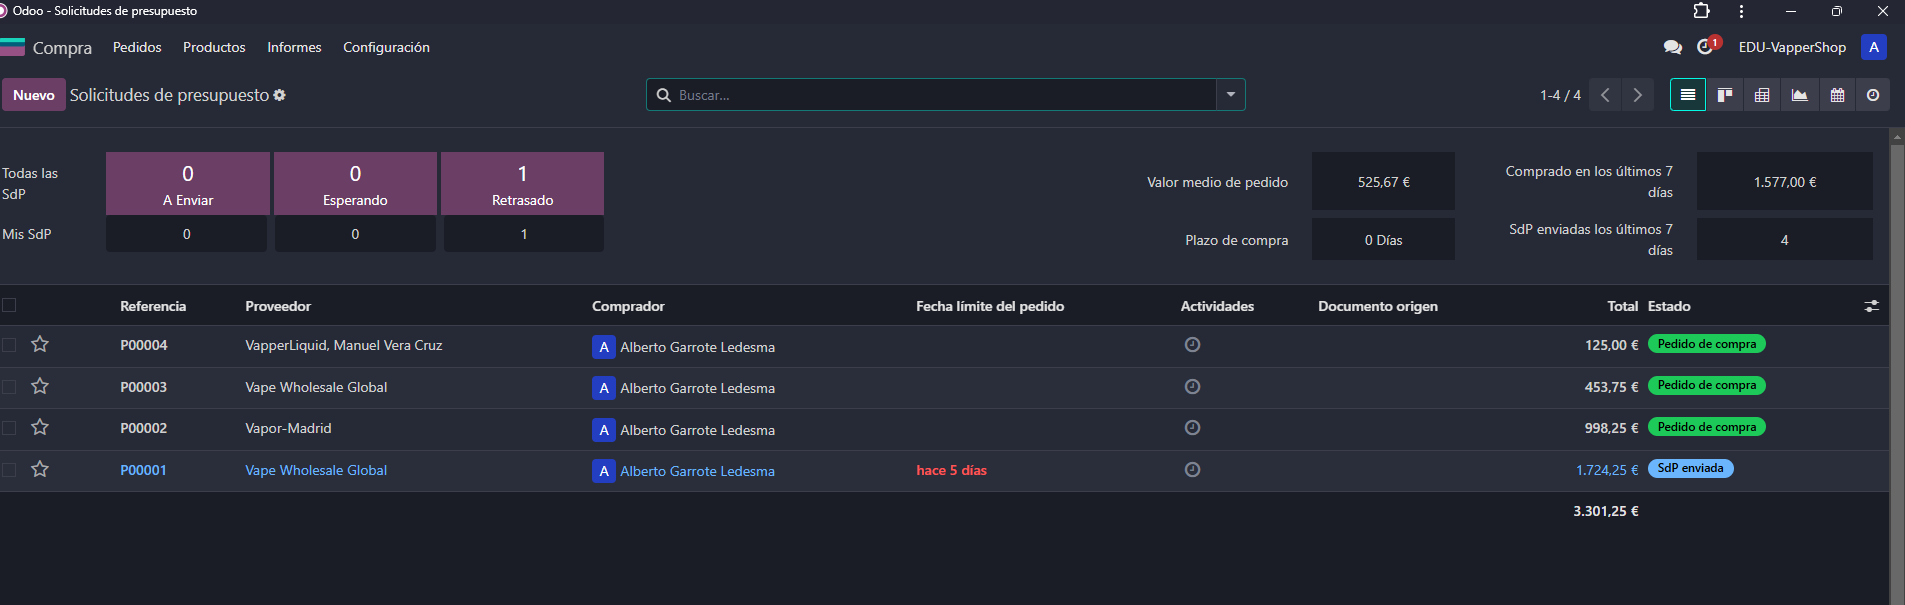 Odoo - Solicitudes de presupuesto
Compra Pedidos Productos Informes Configuración 1 EDU-VapperShop A
Nuevo Solicitudes de presupuesto Buscar... 1-4 / 4
Todas las SdP
0 A Enviar
0 Esperando
1 Retrasado
Mis SdP 0 0 1
Valor medio de pedido 525,67 €
Comprado en los últimos 7 días 1.577,00 €
Plazo de compra 0 Días
SdP enviadas los últimos 7 días 4
Referencia Proveedor Comprador Fecha límite del pedido Actividades Documento origen Total Estado
P00004 VapperLiquid, Manuel Vera Cruz A Alberto Garrote Ledesma 125,00 € Pedido de compra
P00003 Vape Wholesale Global A Alberto Garrote Ledesma 453,75 € Pedido de compra
P00002 Vapor-Madrid A Alberto Garrote Ledesma 998,25 € Pedido de compra
P00001 Vape Wholesale Global A Alberto Garrote Ledesma hace 5 días 1.724,25 € SdP enviada
3.301,25 €